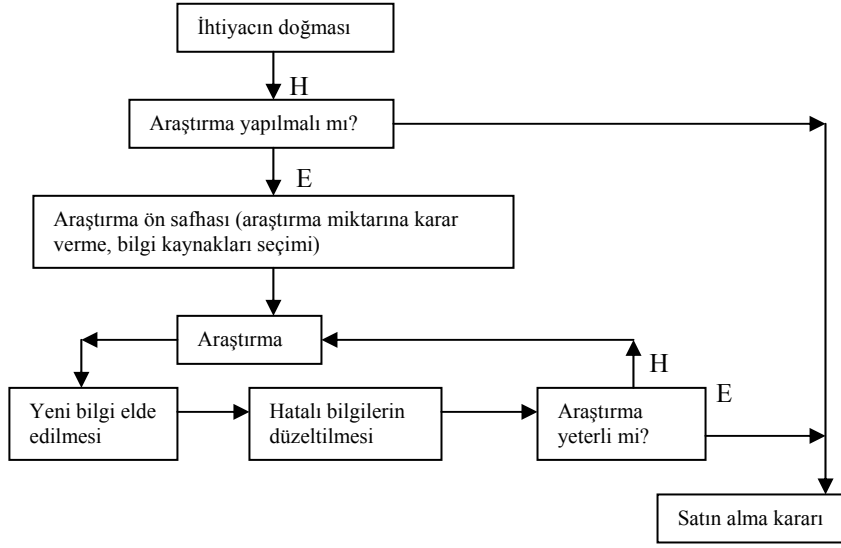 İhtiyacın doğması
H
Araştırma yapılmalı mı?
E
Araştırma ön safhası (araştırma miktarına karar
verme, bilgi kaynakları seçimi)
Araştırma
H
Yeni bilgi elde
edilmesi
Hatalı bilgilerin
düzeltilmesi
Araştırma
yeterli mi?
E
Satın alma kararı